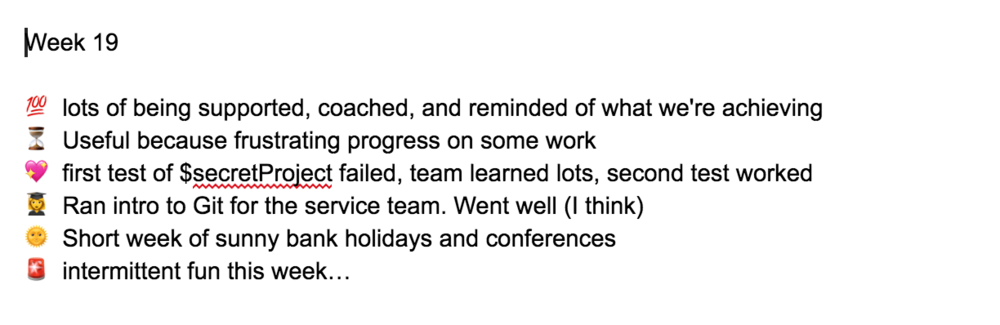 Week 19
💯 lots of being supported, coached, and reminded of what we're achieving
⏳ Useful because frustrating progress on some work
💖 first test of $secretProject failed, team learned lots, second test worked
👩‍🎓 Ran intro to Git for the service team. Went well (I think)
🌞 Short week of sunny bank holidays and conferences
🚨 intermittent fun this week…